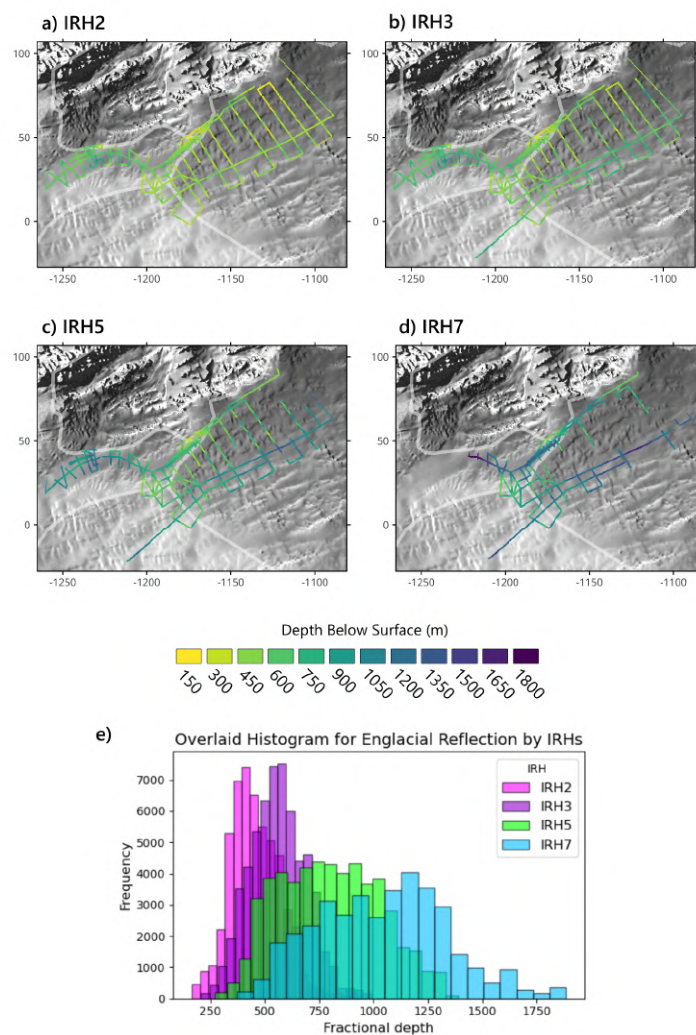 a) IRH2
b) IRH3
100
50
0
-1250 -1200 -1150 -1100
100
50
0
-1250 -1200 -1150 -1100
c) IRH5
d) IRH7
100
50
0
-1250 -1200 -1150 -1100
100
50
0
-1250 -1200 -1150 -1100
Depth Below Surface (m)
150 300 450 600 750 900 1050 1200 1350 1500 1650 1800
e)
Overlaid Histogram for Englacial Reflection by IRHs
Frequency
7000
6000
5000
4000
3000
2000
1000
0
IRH
IRH2
IRH3
IRH5
IRH7
250 500 750 1000 1250 1500 1750
Fractional depth